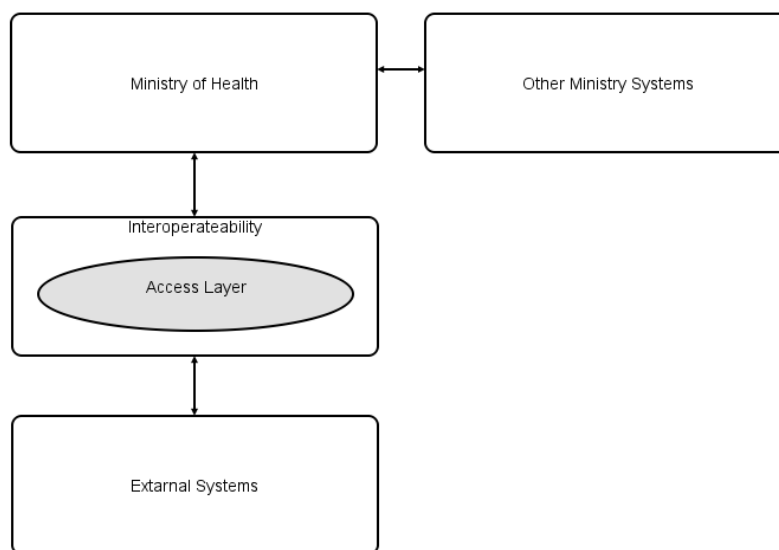 Ministry of Health
Other Ministry Systems
Interoperateability
Access Layer
Extarnal Systems